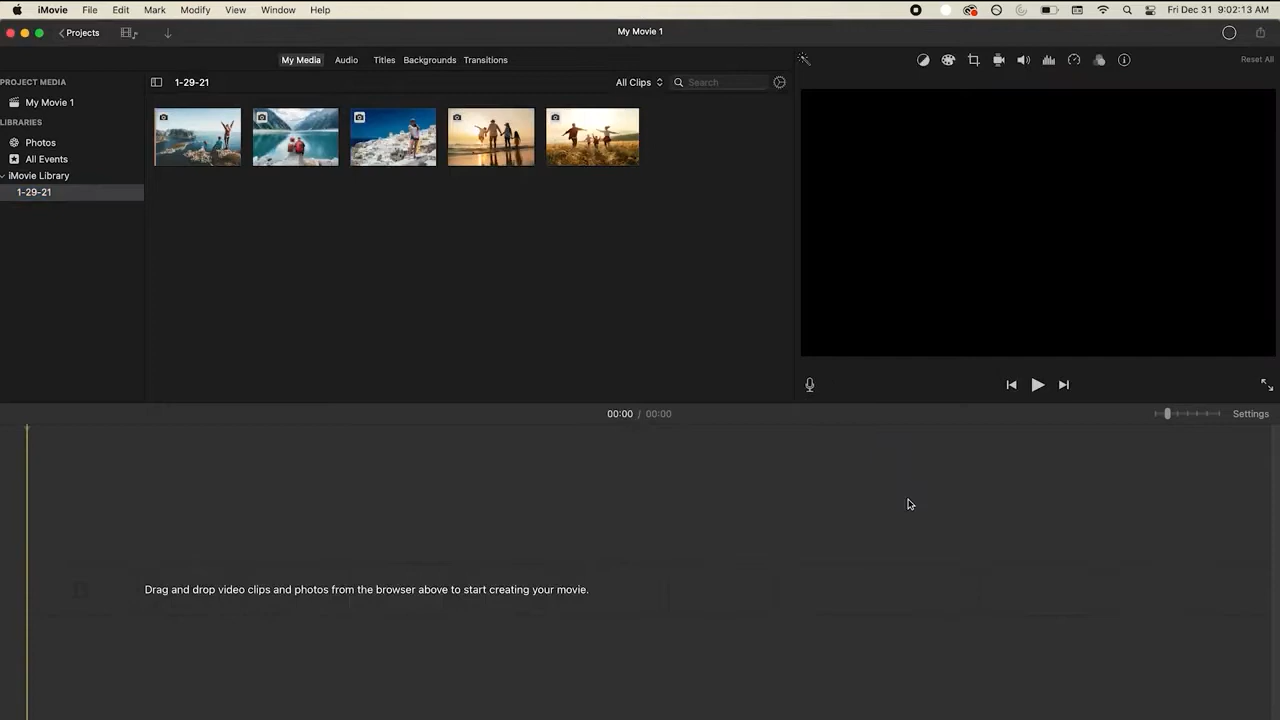 iMovie File Edit Mark Modify View Window Help Fri Dec 31 9:02:13 AM
Projects My Movie 1
My Media Audio Titles Backgrounds Transitions Reset All
PROJECT MEDIA 1-29-21 All Clips Search
My Movie 1
LIBRARIES
Photos
All Events
iMovie Library
1-29-21
00:00 / 00:00 Settings
Drag and drop video clips and photos from the browser above to start creating your movie.